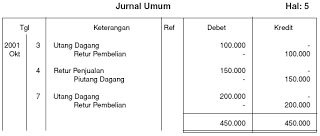 Jurnal Umum Hal: 5
Tgl Keterangan Ref Debet Kredit
2001 3 Utang Dagang 100.000 -
Okt Retur Pembelian - 100.000
4 Retur Penjualan 150.000 -
Piutang Dagang - 150.000
7 Utang Dagang 200.000 -
Retur Pembelian - 200.000
450.000 450.000